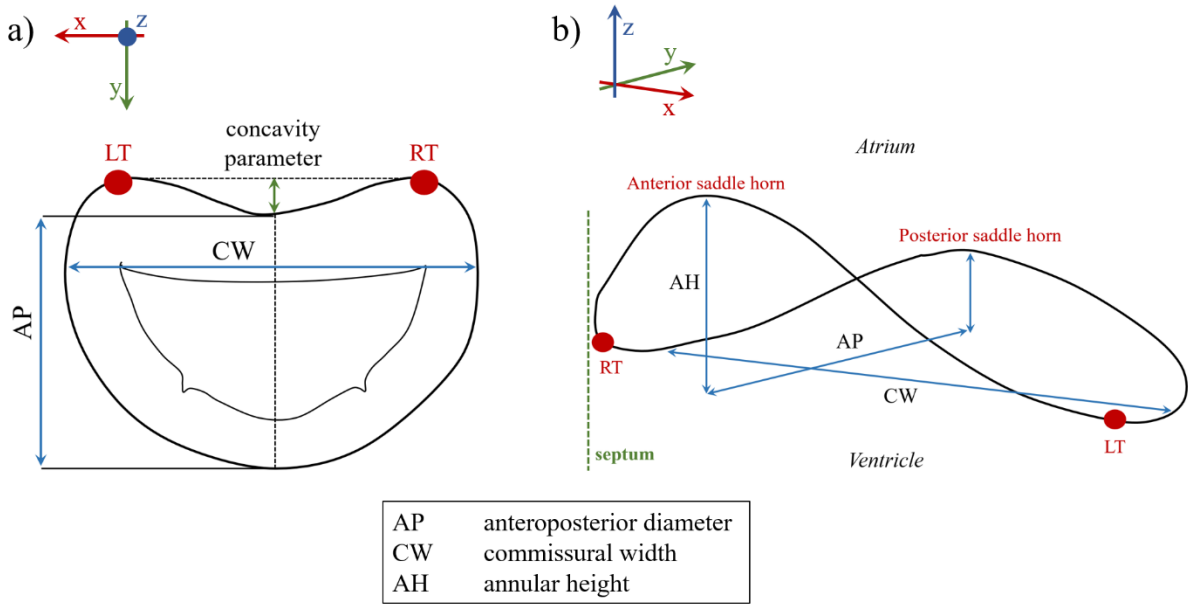 a)
x
z
y
concavity
parameter
LT
RT
CW
AP
b)
z
y
x
Atrium
Anterior saddle horn
Posterior saddle horn
AH
AP
RT
CW
LT
septum
Ventricle
AP anteroposterior diameter
CW commissural width
AH annular height